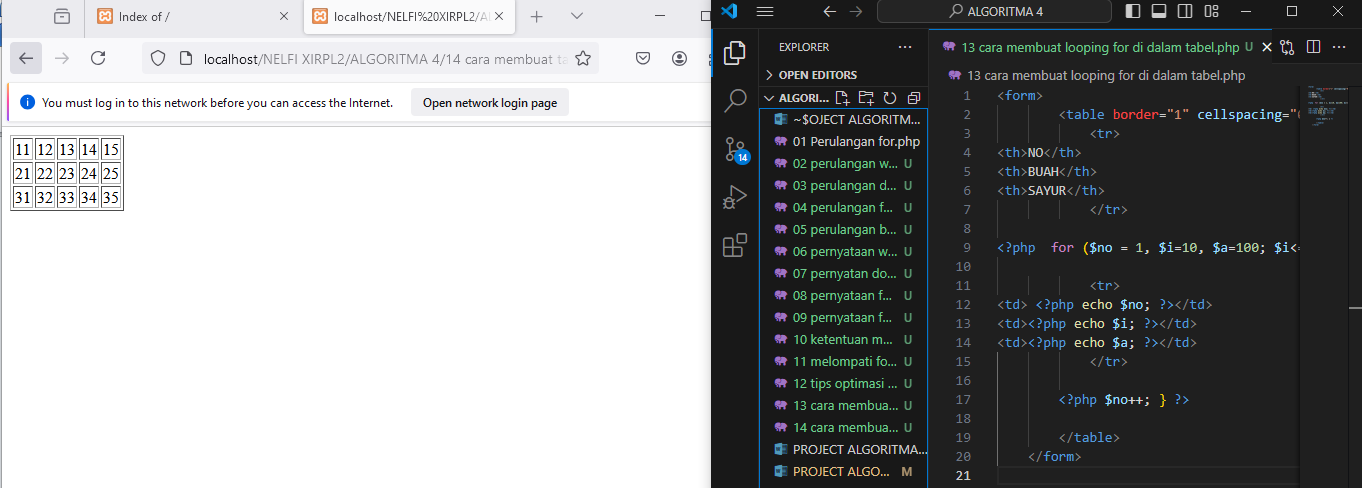 Index of /
localhost/NELFI%20XIRPL2/AL
localhost/NELFI XIRPL2/ALGORITMA 4/14 cara membuat ta
You must log in to this network before you can access the Internet.
Open network login page
11 12 13 14 15
21 22 23 24 25
31 32 33 34 35
ALGORITMA 4
EXPLORER
OPEN EDITORS
ALGORI...
14
~$OJECT ALGORITM...
01 Perulangan for.php
02 perulangan w... U
03 perulangan d... U
04 perulangan f... U
05 perulangan b... U
06 pernyataan w... U
07 pernyatan do... U
08 pernyataan f... U
09 pernyataan f... U
10 ketentuan m... U
11 melompati fo... U
12 tips optimasi ... U
13 cara membua... U
14 cara membua... U
PROJECT ALGORITMA...
PROJECT ALGO... M
13 cara membuat looping for di dalam tabel.php U
13 cara membuat looping for di dalam tabel.php
1 <form>
2 <table border="1" cellspacing="
3 <tr>
4 <th>NO</th>
5 <th>BUAH</th>
6 <th>SAYUR</th>
7 </tr>
8
9 <?php for ($no = 1, $i=10, $a=100; $i<=
10
11 <tr>
12 <td> <?php echo $no; ?></td>
13 <td><?php echo $i; ?></td>
14 <td><?php echo $a; ?></td>
15 </tr>
16
17 <?php $no++; } ?>
18
19 </table>
20 </form>
21